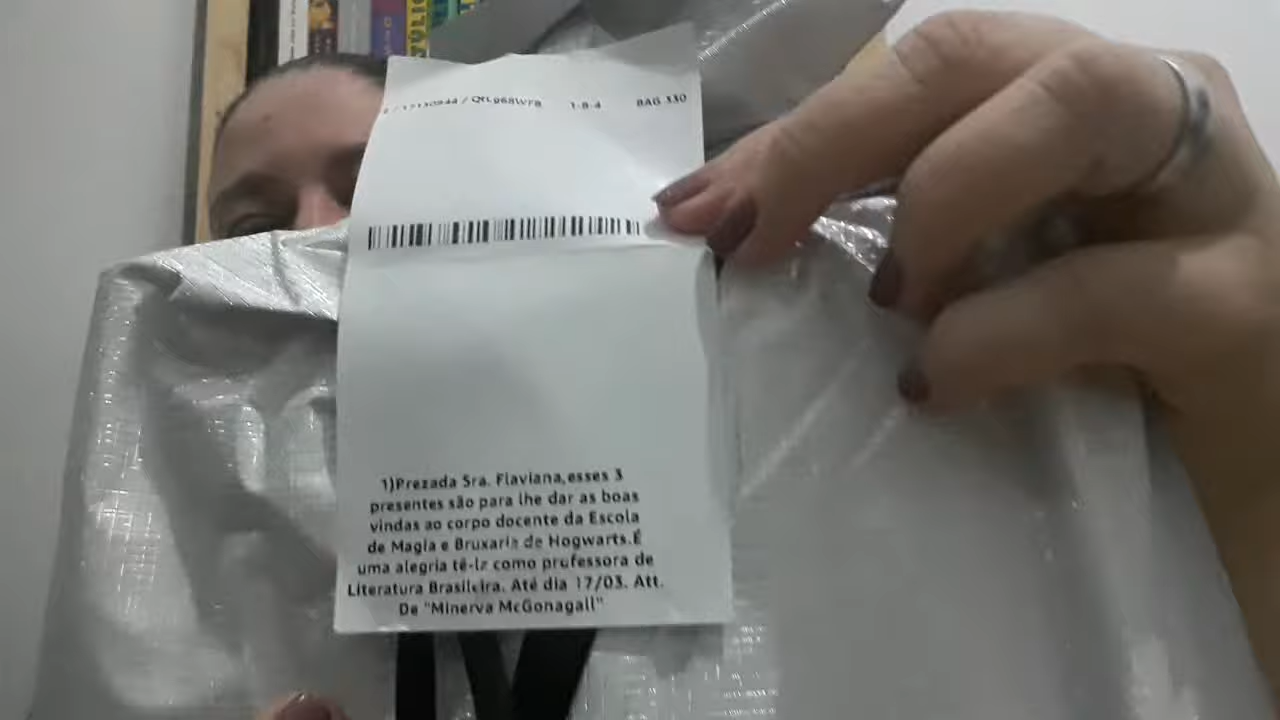 TÚLIO
/ QtLg68WFB 1-8-4 BAG 330
1)Prezada Sra. Flaviana,esses 3
presentes são para lhe dar as boas
vindas ao corpo docente da Escola
de Magia e Bruxaria de Hogwarts.É
uma alegria tê-la como professora de
Literatura Brasileira. Até dia 17/03. Att.
De "Minerva McGonagall"